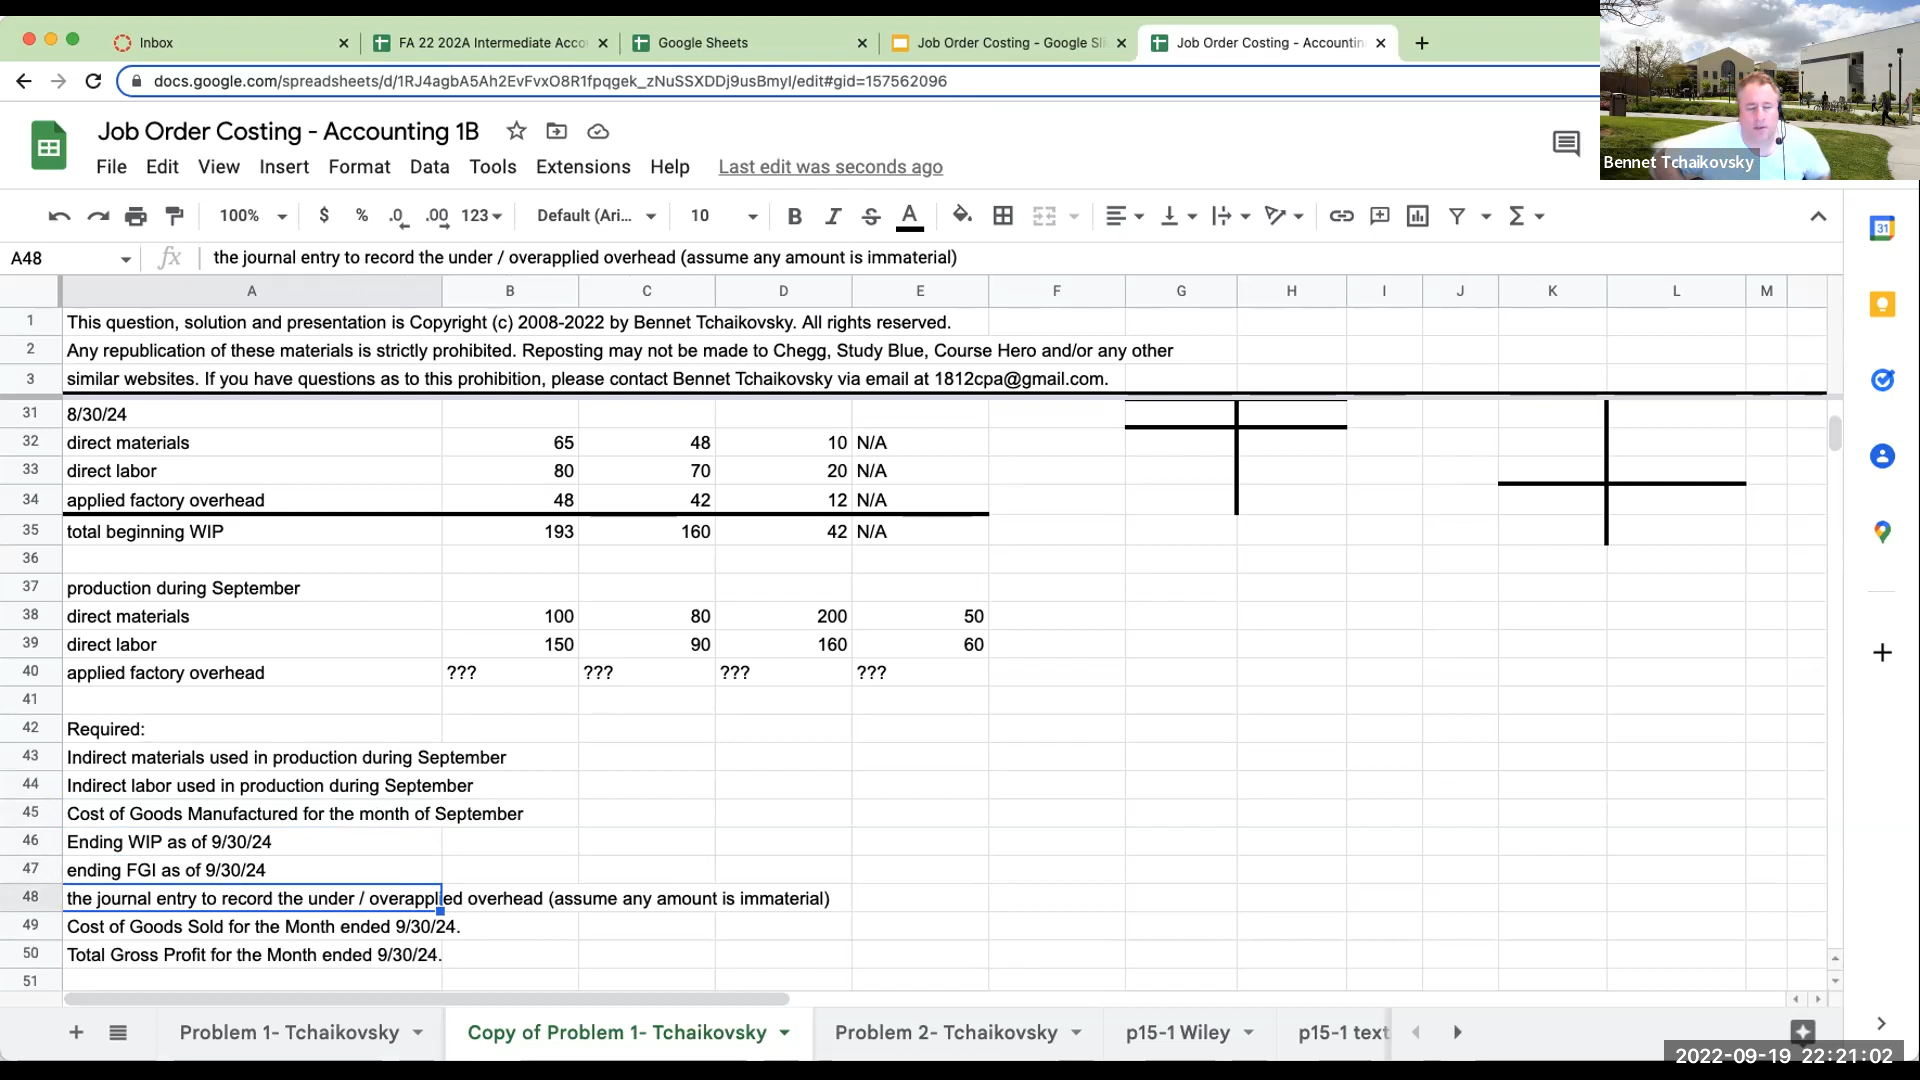 Inbox
FA 22 202A Intermediate Acco
Google Sheets
Job Order Costing - Google Sli
Job Order Costing - Accountin
docs.google.com/spreadsheets/d/1RJ4agbA5Ah2EvFvxO8R1fpqgek_zNuSSXDDj9usBmyI/edit#gid=157562096
Job Order Costing - Accounting 1B
File Edit View Insert Format Data Tools Extensions Help Last edit was seconds ago
Bennet Tchaikovsky
100% $ % .0 .00 123 Default (Ari... 10 B I S A
31
A48 fx the journal entry to record the under / overapplied overhead (assume any amount is immaterial)
A B C D E F G H I J K L M
1 This question, solution and presentation is Copyright (c) 2008-2022 by Bennet Tchaikovsky. All rights reserved.
2 Any republication of these materials is strictly prohibited. Reposting may not be made to Chegg, Study Blue, Course Hero and/or any other
3 similar websites. If you have questions as to this prohibition, please contact Bennet Tchaikovsky via email at 1812cpa@gmail.com.
31 8/30/24
32 direct materials 65 48 10 N/A
33 direct labor 80 70 20 N/A
34 applied factory overhead 48 42 12 N/A
35 total beginning WIP 193 160 42 N/A
36
37 production during September
38 direct materials 100 80 200 50
39 direct labor 150 90 160 60
40 applied factory overhead ??? ??? ??? ???
41
42 Required:
43 Indirect materials used in production during September
44 Indirect labor used in production during September
45 Cost of Goods Manufactured for the month of September
46 Ending WIP as of 9/30/24
47 ending FGI as of 9/30/24
48 the journal entry to record the under / overapplied overhead (assume any amount is immaterial)
49 Cost of Goods Sold for the Month ended 9/30/24.
50 Total Gross Profit for the Month ended 9/30/24.
51
Problem 1- Tchaikovsky Copy of Problem 1- Tchaikovsky Problem 2- Tchaikovsky p15-1 Wiley p15-1 text
2022-09-19 22:21:02